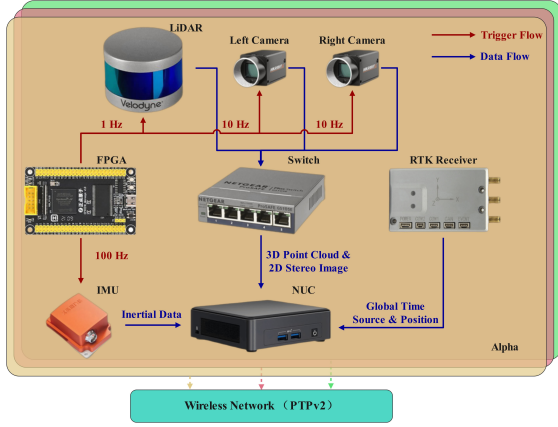 LiDAR
Left Camera
Right Camera
Trigger Flow
Data Flow
Velodyne
1 Hz
10 Hz
10 Hz
FPGA
Switch
RTK Receiver
NETGEAR
100 Hz
3D Point Cloud &
2D Stereo Image
IMU
NUC
Inertial Data
Global Time
Source & Position
Alpha
Wireless Network （PTPv2）